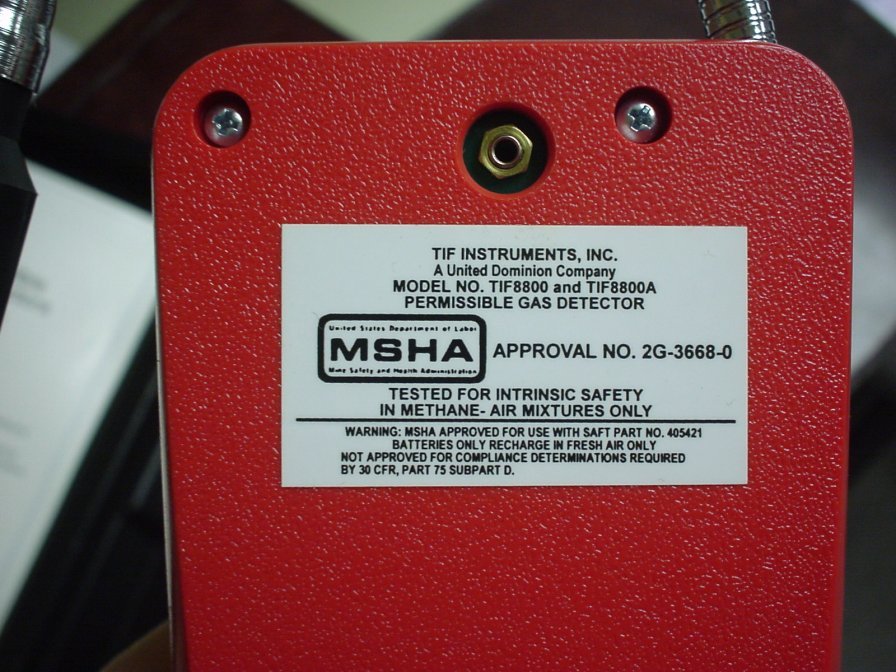 TIF INSTRUMENTS, INC.
A United Dominion Company
MODEL NO. TIF8800 and TIF8800A
PERMISSIBLE GAS DETECTOR
United States Department of Labor
MSHA
Mine Safety and Health Administration
APPROVAL NO. 2G-3668-0
TESTED FOR INTRINSIC SAFETY
IN METHANE- AIR MIXTURES ONLY
WARNING: MSHA APPROVED FOR USE WITH SAFT PART NO. 405421
BATTERIES ONLY RECHARGE IN FRESH AIR ONLY
NOT APPROVED FOR COMPLIANCE DETERMINATIONS REQUIRED
BY 30 CFR, PART 75 SUBPART D.